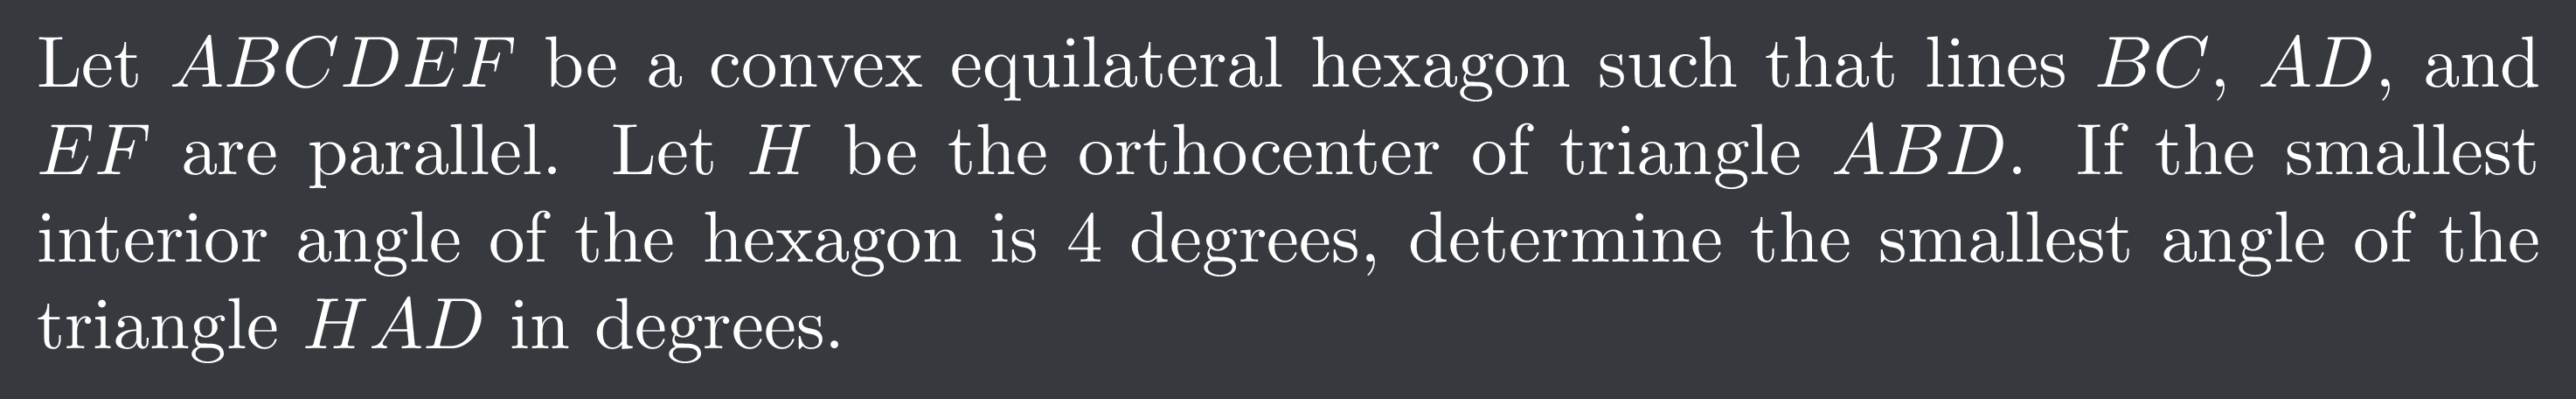 Let ABCDEF be a convex equilateral hexagon such that lines BC, AD, and
EF are parallel. Let H be the orthocenter of triangle ABD. If the smallest
interior angle of the hexagon is 4 degrees, determine the smallest angle of the
triangle HAD in degrees.